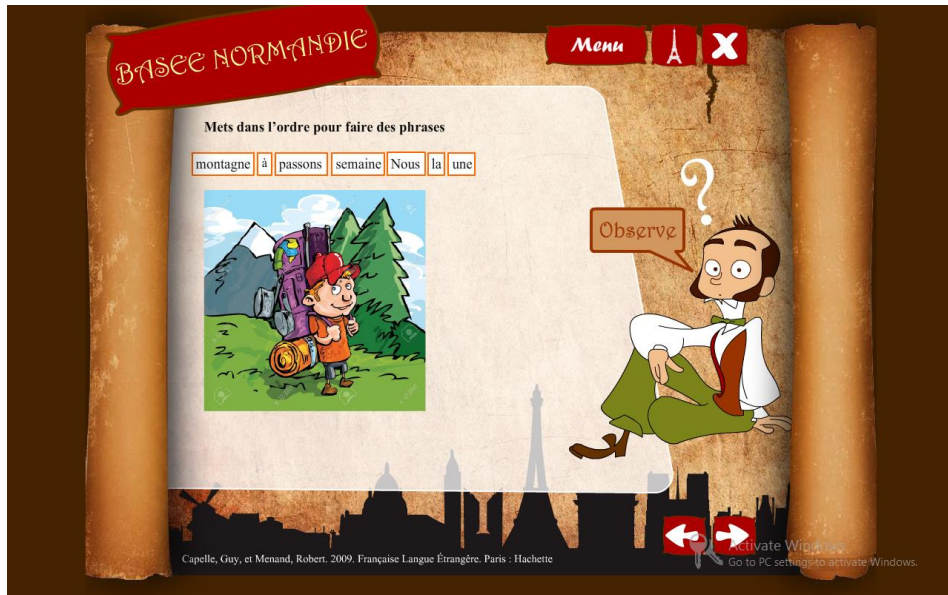 BASEE NORMANDIE
Menu
Mets dans l'ordre pour faire des phrases
montagne à passons semaine Nous la une
?
Observe
Capelle, Guy, et Menand, Robert. 2009. Française Langue Étrangêre. Paris : Hachette
Activate Windows
Go to PC settings to activate Windows.